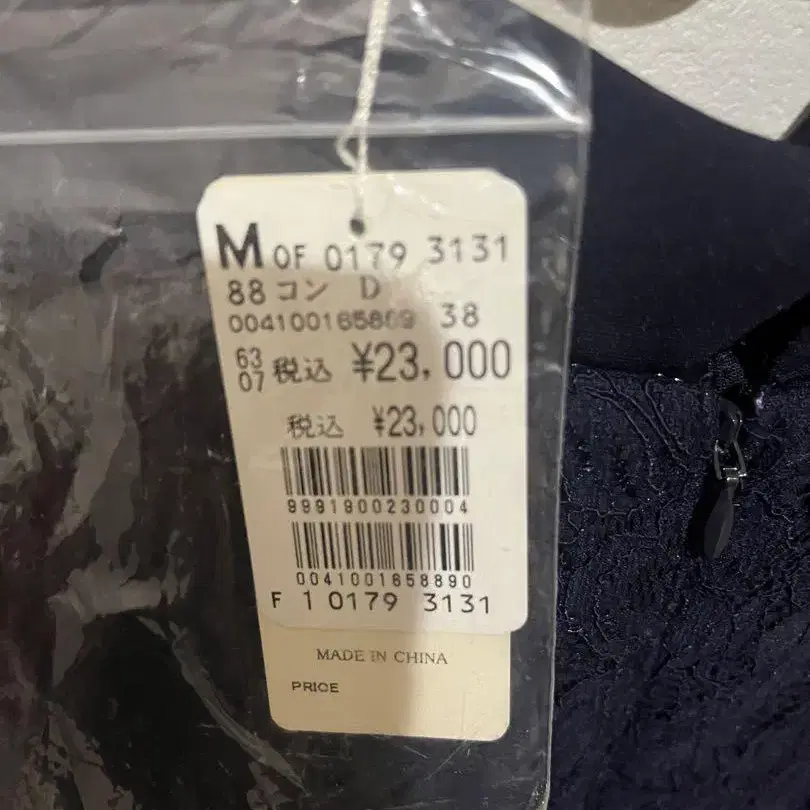 M OF 0179 3131
88 コン D
004100165869 38
63 07 税込 ¥23,000
税込 ¥23,000
9991900230004
0041001658890
F 1 0179 3131
MADE IN CHINA
PRICE